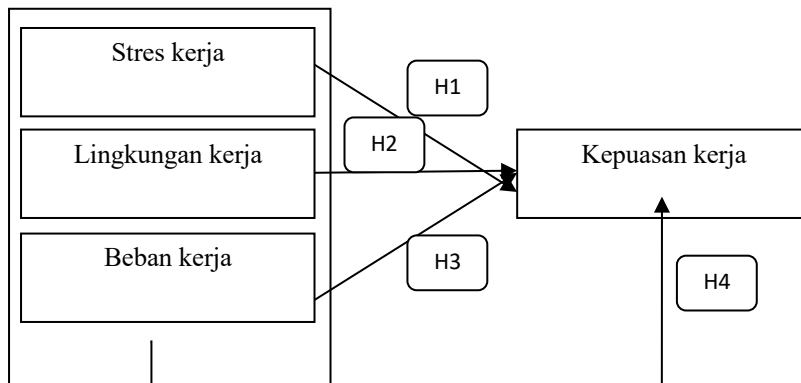 Stres kerja
H1
H2
Lingkungan kerja
Kepuasan kerja
Beban kerja
H3
H4